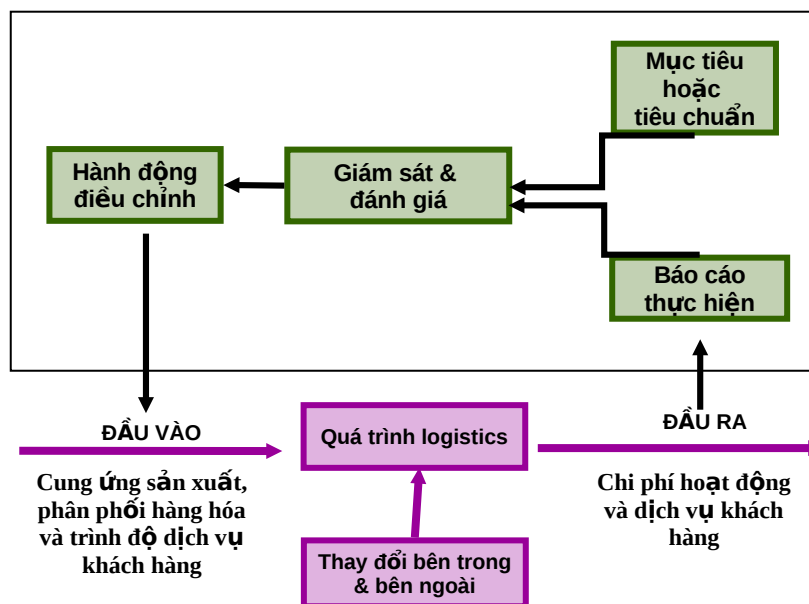 Mục tiêu
hoặc
tiêu chuẩn
Hành động
điều chỉnh
Giám sát &
đánh giá
Báo cáo
thực hiện
ĐẦU VÀO
Quá trình logistics
ĐẦU RA
Cung ứng sản xuất,
phân phối hàng hóa
và trình độ dịch vụ
khách hàng
Chi phí hoạt động
và dịch vụ khách
hàng
Thay đổi bên trong
& bên ngoài